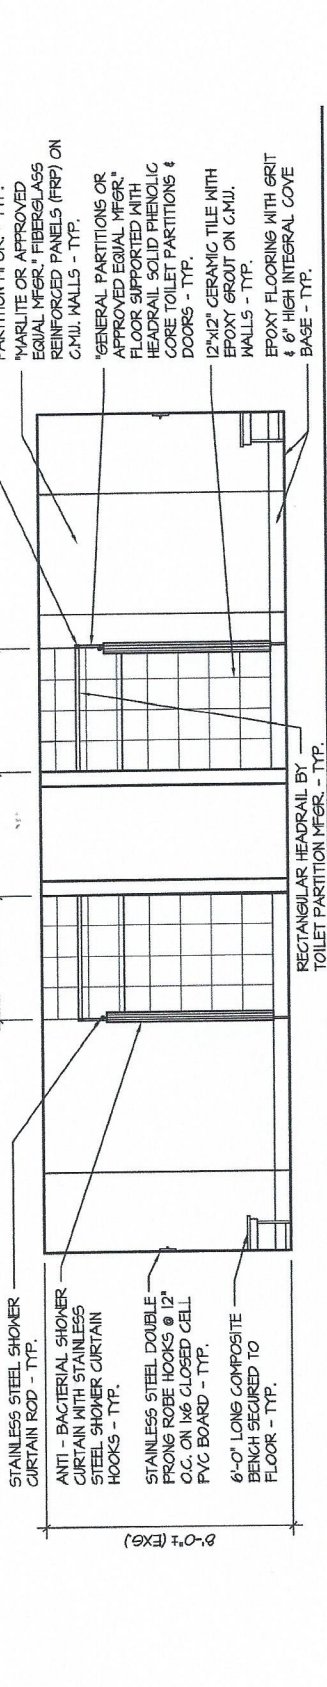 STAINLESS STEEL SHOWER
CURTAIN ROD - TYP.
ANTI - BACTERIAL SHOWER
CURTAIN WITH STAINLESS
STEEL SHOWER CURTAIN
HOOKS - TYP.
STAINLESS STEEL DOUBLE
PRONG ROBE HOOKS @ 12"
O.C. ON 1x6 CLOSED CELL
PVC BOARD - TYP.
6'-0" LONG COMPOSITE
BENCH SECURED TO
FLOOR - TYP.
8'-0"± (EXG.)
RECTANGULAR HEADRAIL BY
TOILET PARTITION MFGR. - TYP.
"MARLITE OR APPROVED
EQUAL MFGR." FIBERGLASS
REINFORCED PANELS (FRP) ON
C.M.U. WALLS - TYP.
"GENERAL PARTITIONS OR
APPROVED EQUAL MFGR."
FLOOR SUPPORTED WITH
HEADRAIL SOLID PHENOLIC
CORE TOILET PARTITIONS &
DOORS - TYP.
12"x12" CERAMIC TILE WITH
EPOXY GROUT ON C.M.U.
WALLS - TYP.
EPOXY FLOORING WITH GRIT
& 6" HIGH INTEGRAL COVE
BASE - TYP.